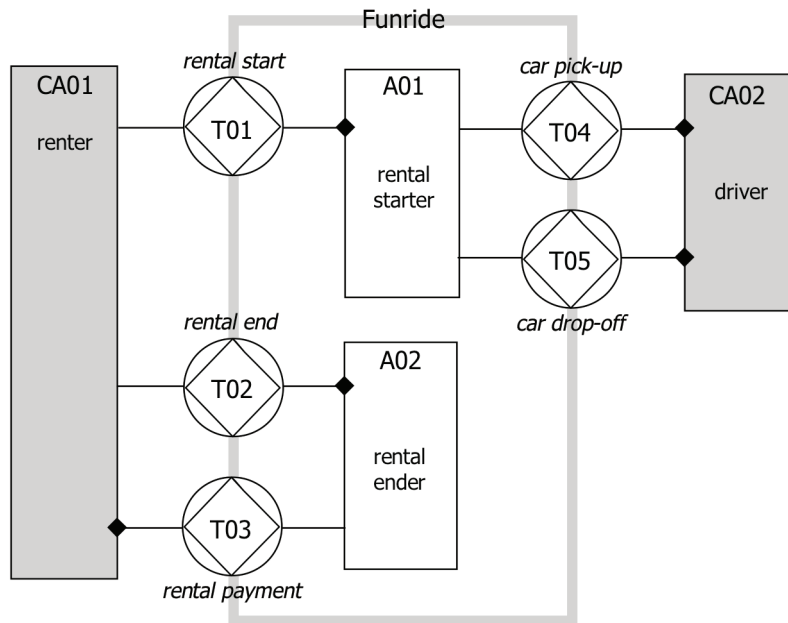 Funride
rental start
car pick-up
CA01
renter
T01
A01
rental
starter
T04
CA02
driver
T05
car drop-off
rental end
T02
A02
rental
ender
T03
rental payment